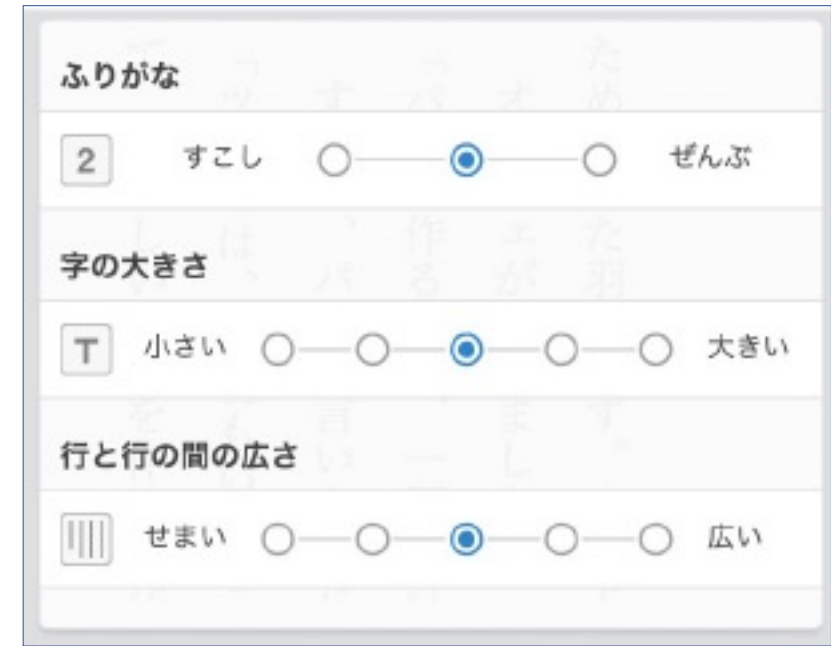 ふりがな
2 すこし ぜんぶ
字の大きさ
T 小さい 大きい
行と行の間の広さ
せまい 広い